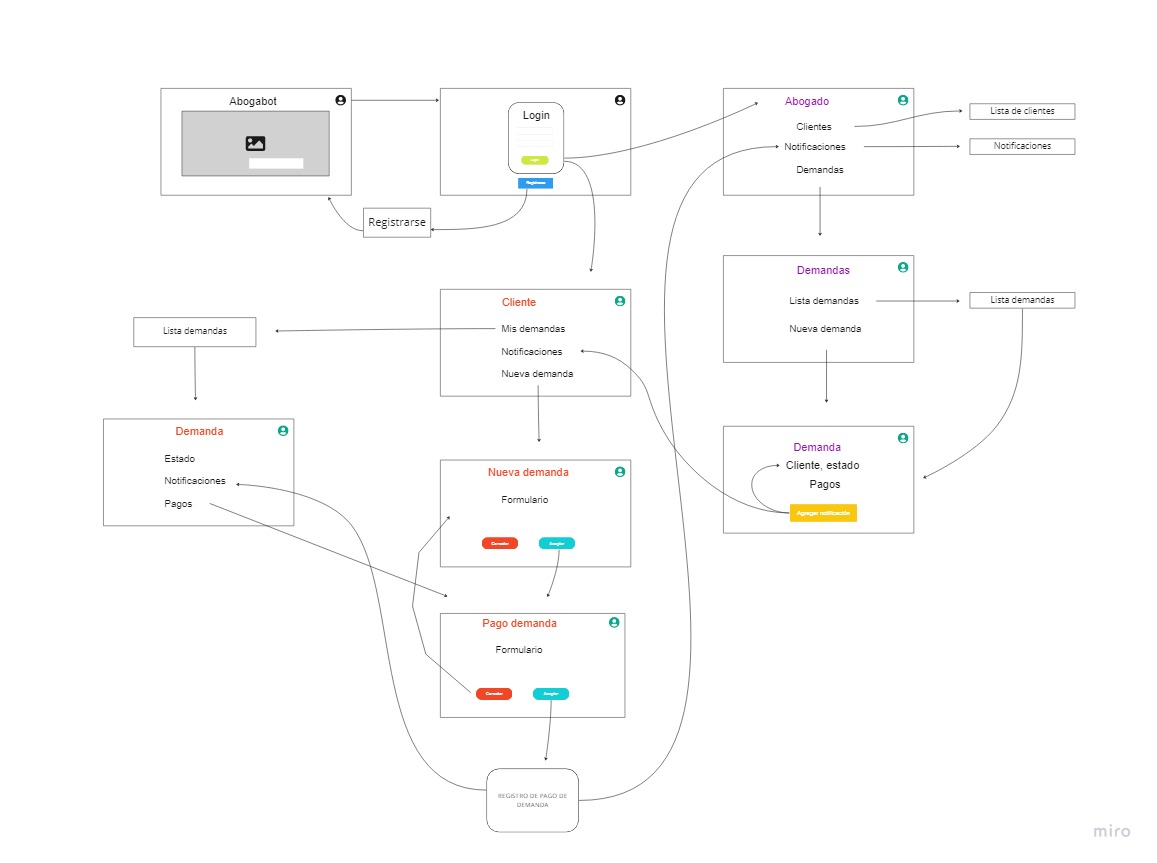 Abogabot
Login
Login
Registrarse
Registrarse
Abogado
Clientes
Notificaciones
Demandas
Lista de clientes
Notificaciones
Demandas
Lista demandas
Nueva demanda
Lista demandas
Cliente
Mis demandas
Notificaciones
Nueva demanda
Lista demandas
Demanda
Estado
Notificaciones
Pagos
Demanda
Cliente, estado
Pagos
Agregar notificación
Nueva demanda
Formulario
Cancelar
Aceptar
Pago demanda
Formulario
Cancelar
Aceptar
REGISTRO DE PAGO DE
DEMANDA
miro